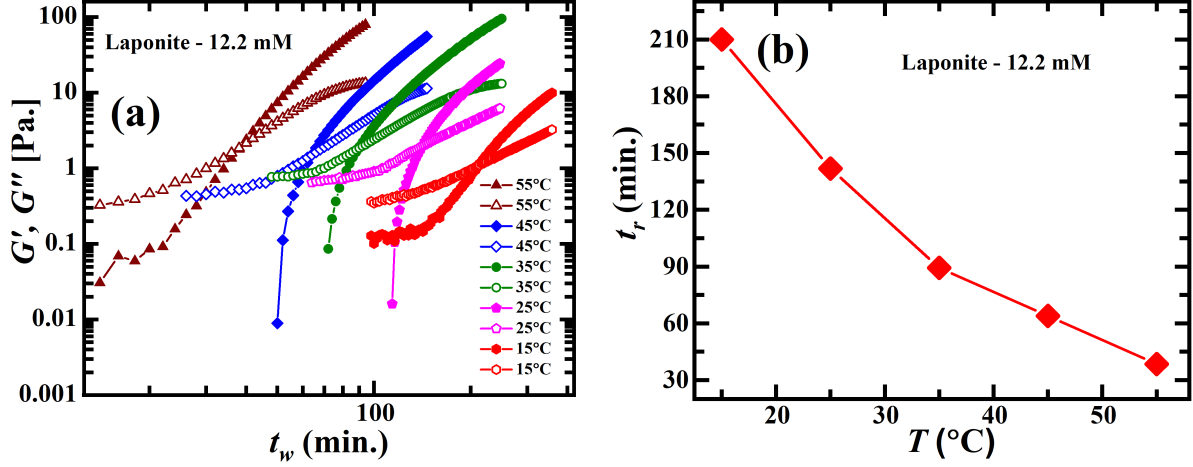 100
10
1
0.1
0.01
0.001
G', G'' [Pa.]
Laponite - 12.2 mM
(a)
55°C
55°C
45°C
45°C
35°C
35°C
25°C
25°C
15°C
15°C
100
t_w (min.)
210
180
150
120
90
60
30
t_r (min.)
(b)
Laponite - 12.2 mM
20
30
40
50
T (°C)